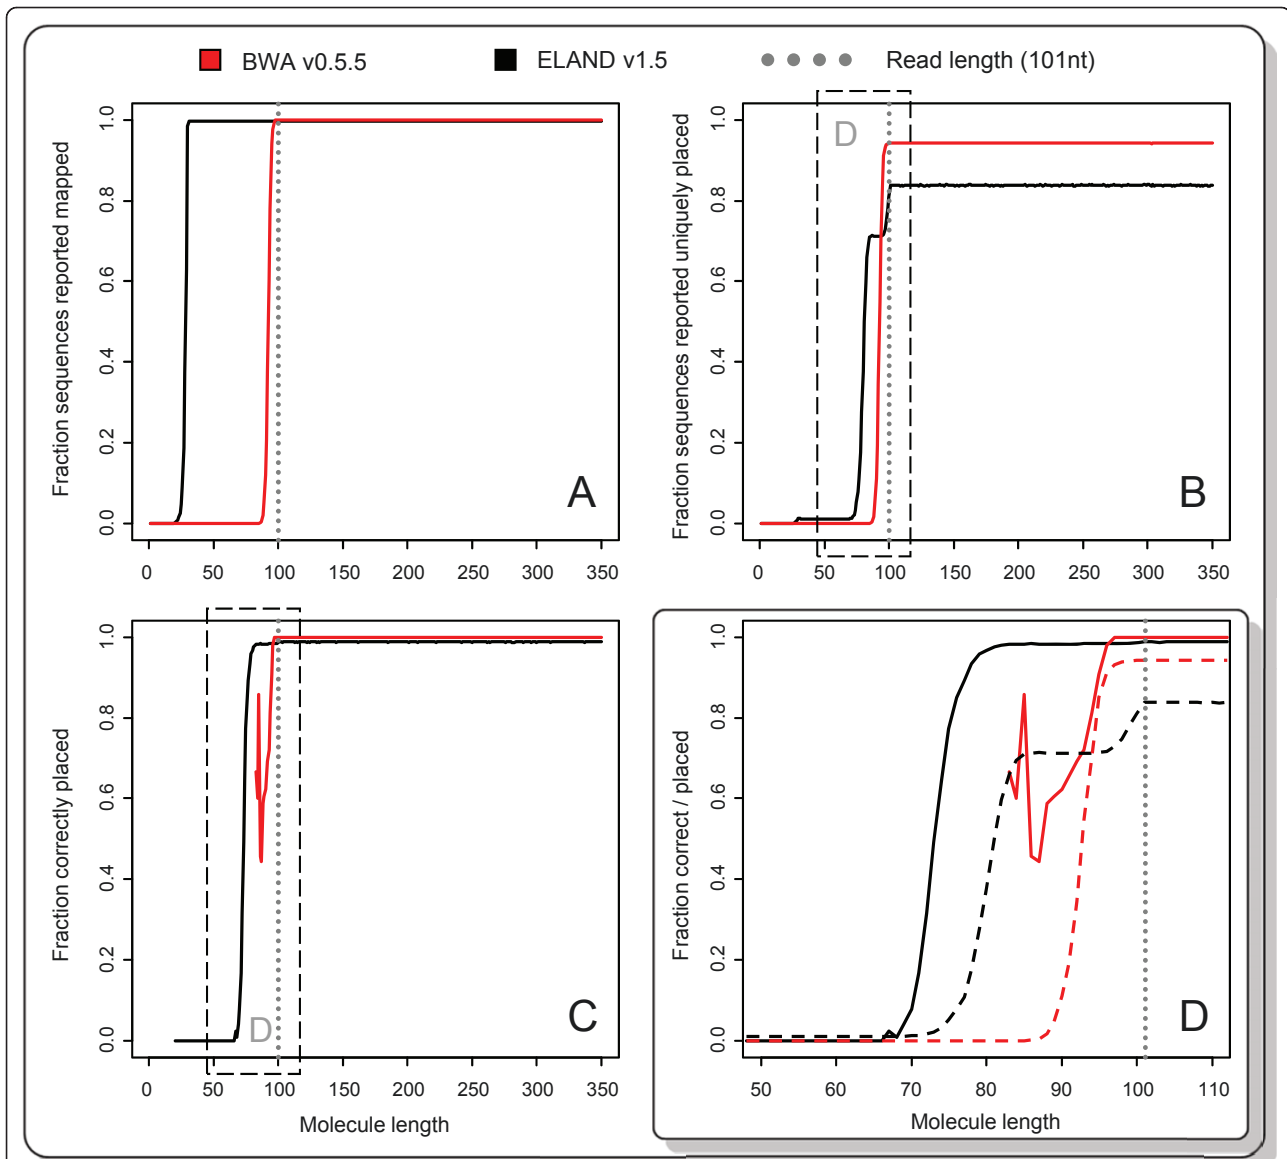 BWA v0.5.5 ELAND v1.5 Read length (101nt)
Fraction sequences reported mapped
0.0 0.2 0.4 0.6 0.8 1.0
A
0 50 100 150 200 250 300 350
Fraction sequences reported uniquely placed
0.0 0.2 0.4 0.6 0.8 1.0
D
B
0 50 100 150 200 250 300 350
Fraction correctly placed
0.0 0.2 0.4 0.6 0.8 1.0
D
C
0 50 100 150 200 250 300 350
Molecule length
Fraction correct / placed
0.0 0.2 0.4 0.6 0.8 1.0
D
50 60 70 80 90 100 110
Molecule length